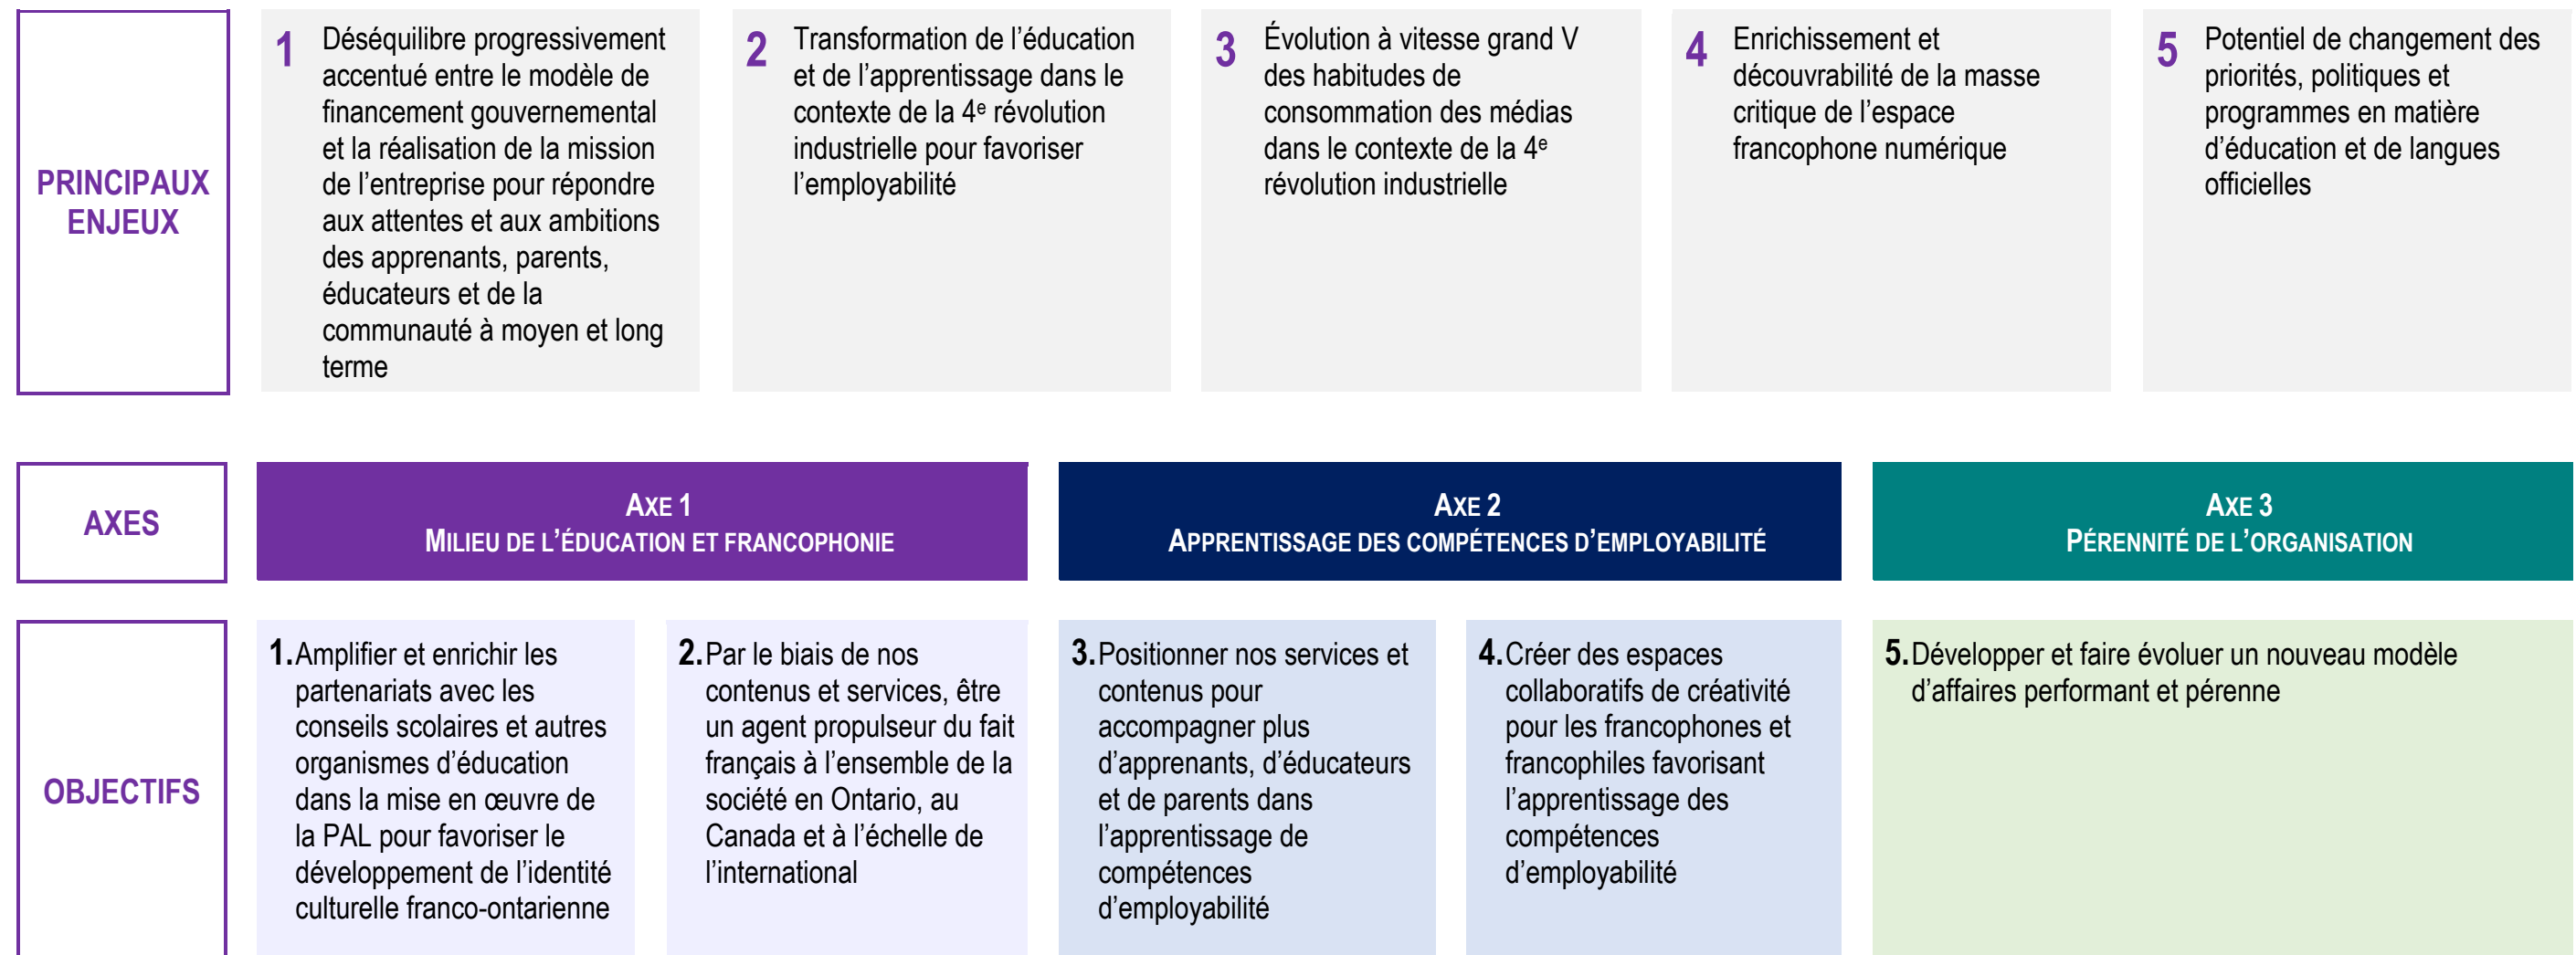 PRINCIPAUX
ENJEUX
1 Déséquilibre progressivement
accentué entre le modèle de
financement gouvernemental
et la réalisation de la mission
de l’entreprise pour répondre
aux attentes et aux ambitions
des apprenants, parents,
éducateurs et de la
communauté à moyen et long
terme
2 Transformation de l’éducation
et de l’apprentissage dans le
contexte de la 4e révolution
industrielle pour favoriser
l’employabilité
3 Évolution à vitesse grand V
des habitudes de
consommation des médias
dans le contexte de la 4e
révolution industrielle
4 Enrichissement et
découvrabilité de la masse
critique de l’espace
francophone numérique
5 Potentiel de changement des
priorités, politiques et
programmes en matière
d’éducation et de langues
officielles
AXES
AXE 1
MILIEU DE L’ÉDUCATION ET FRANCOPHONIE
AXE 2
APPRENTISSAGE DES COMPÉTENCES D’EMPLOYABILITÉ
AXE 3
PÉRENNITÉ DE L’ORGANISATION
OBJECTIFS
1. Amplifier et enrichir les
partenariats avec les
conseils scolaires et autres
organismes d’éducation
dans la mise en œuvre de
la PAL pour favoriser le
développement de l’identité
culturelle franco-ontarienne
2. Par le biais de nos
contenus et services, être
un agent propulseur du fait
français à l’ensemble de la
société en Ontario, au
Canada et à l’échelle de
l’international
3. Positionner nos services et
contenus pour
accompagner plus
d’apprenants, d’éducateurs
et de parents dans
l’apprentissage de
compétences
d’employabilité
4. Créer des espaces
collaboratifs de créativité
pour les francophones et
francophiles favorisant
l’apprentissage des
compétences
d’employabilité
5. Développer et faire évoluer un nouveau modèle
d’affaires performant et pérenne